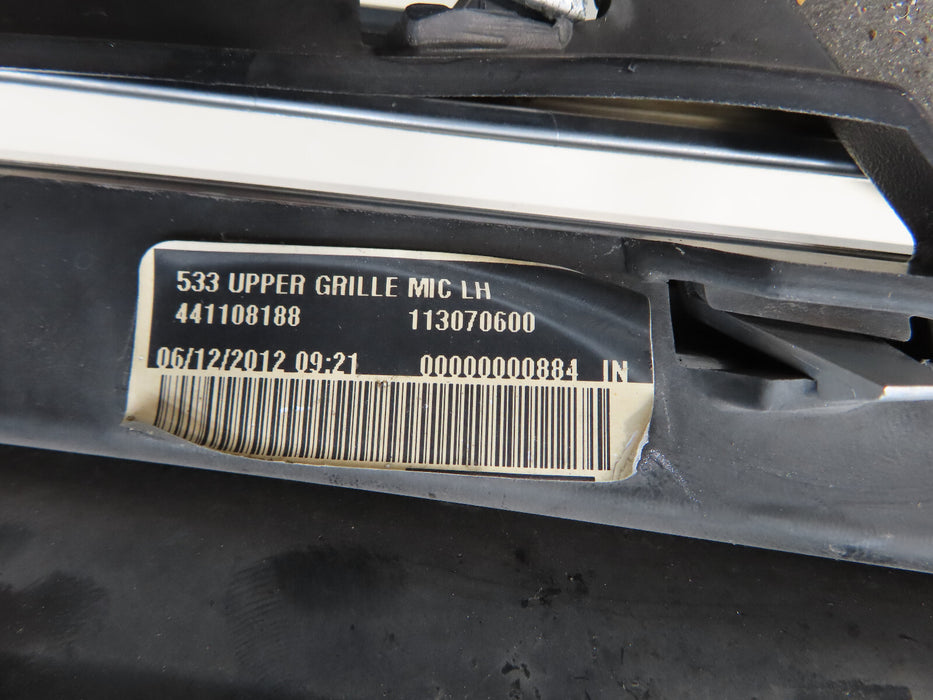 533 UPPER GRILLE MIC LH
441108188 113070600
06/12/2012 09:21 00000000884 IN